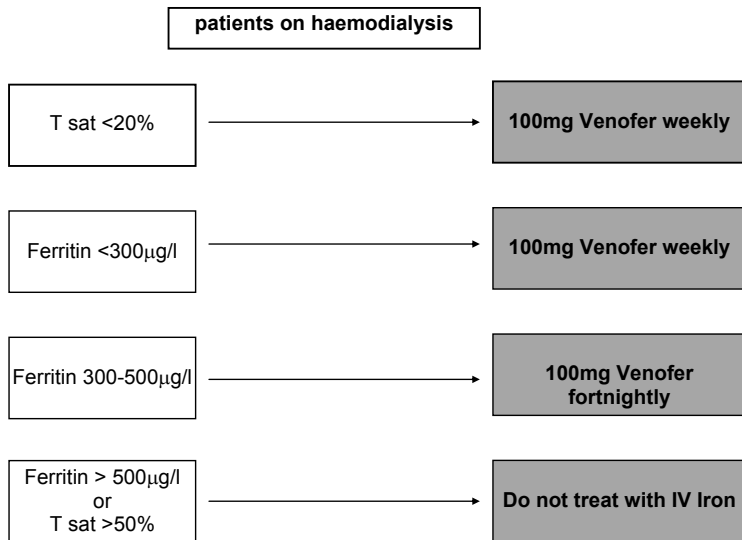 patients on haemodialysis
T sat <20%
100mg Venofer weekly
Ferritin <300μg/l
100mg Venofer weekly
Ferritin 300-500μg/l
100mg Venofer
fortnightly
Ferritin > 500μg/l
or
T sat >50%
Do not treat with IV Iron